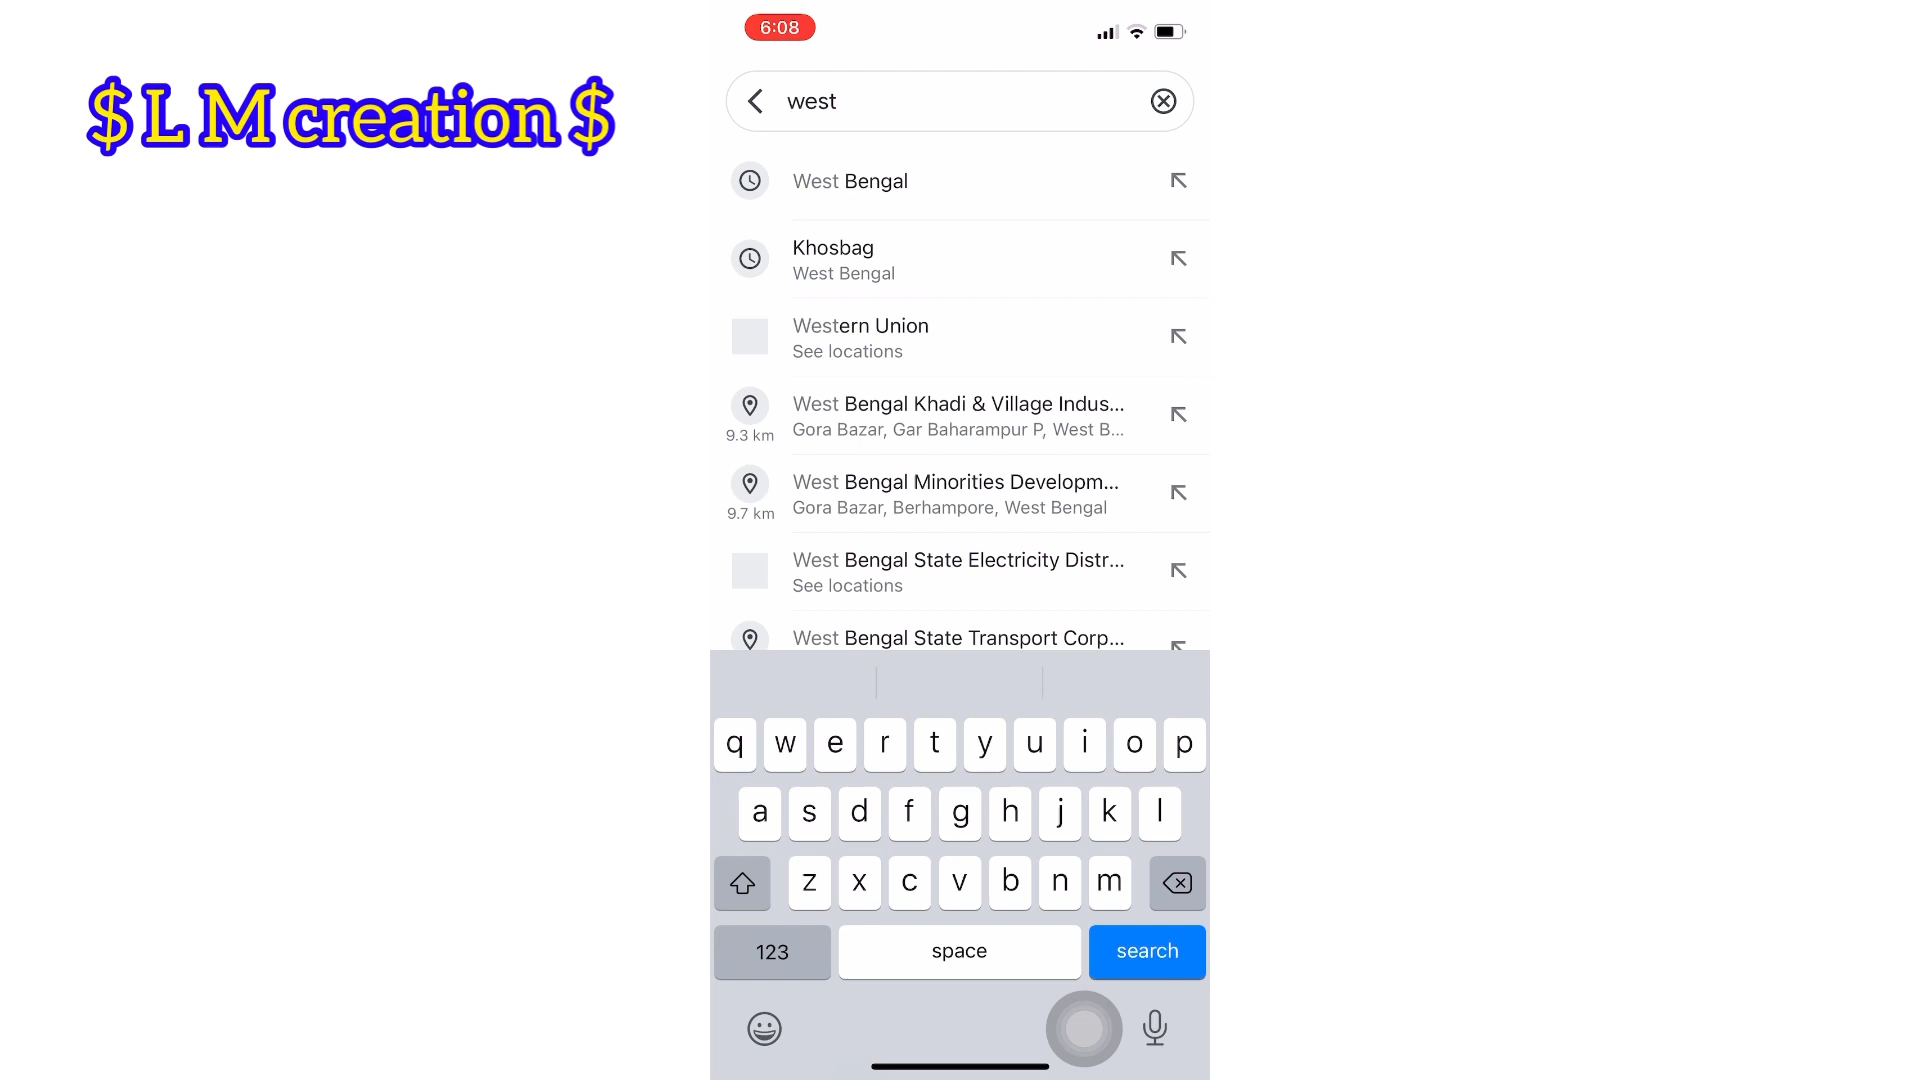 $ L M creation $
6:08
west
West Bengal
Khosbag
West Bengal
Western Union
See locations
West Bengal Khadi & Village Indus...
9.3 km
Gora Bazar, Gar Baharampur P, West B...
West Bengal Minorities Developm...
9.7 km
Gora Bazar, Berhampore, West Bengal
West Bengal State Electricity Distr...
See locations
West Bengal State Transport Corp...
q w e r t y u i o p
a s d f g h j k l
z x c v b n m
123 space search